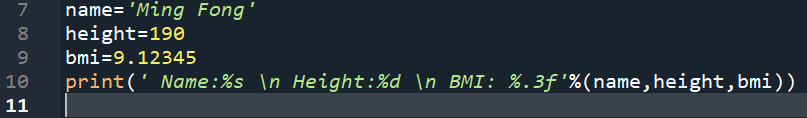 7 name='Ming Fong'
8 height=190
9 bmi=9.12345
10 print(' Name:%s \n Height:%d \n BMI: %.3f'%(name,height,bmi))
11